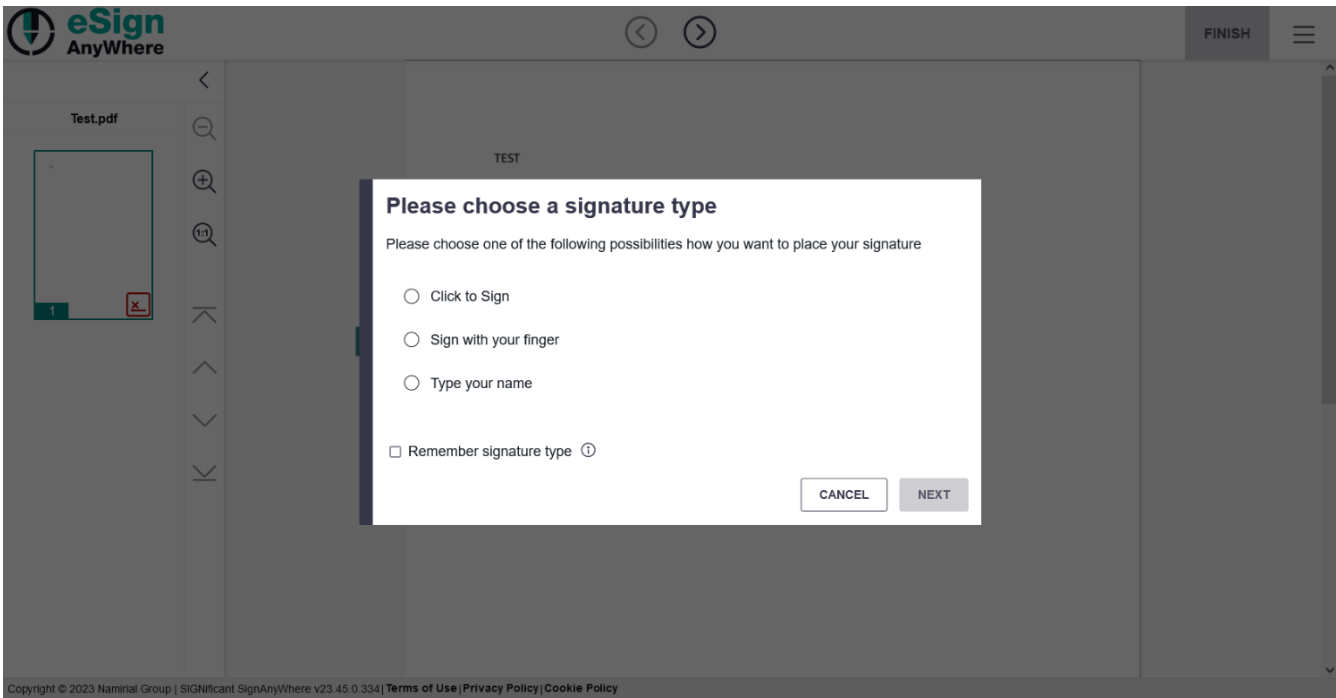 eSign
AnyWhere
FINISH
Test.pdf
1:1
TEST
1
x
Please choose a signature type
Please choose one of the following possibilities how you want to place your signature
Click to Sign
Sign with your finger
Type your name
Remember signature type
CANCEL
NEXT
Copyright © 2023 Namirial Group | SIGNificant SignAnyWhere v23.45.0.334 | Terms of Use | Privacy Policy | Cookie Policy